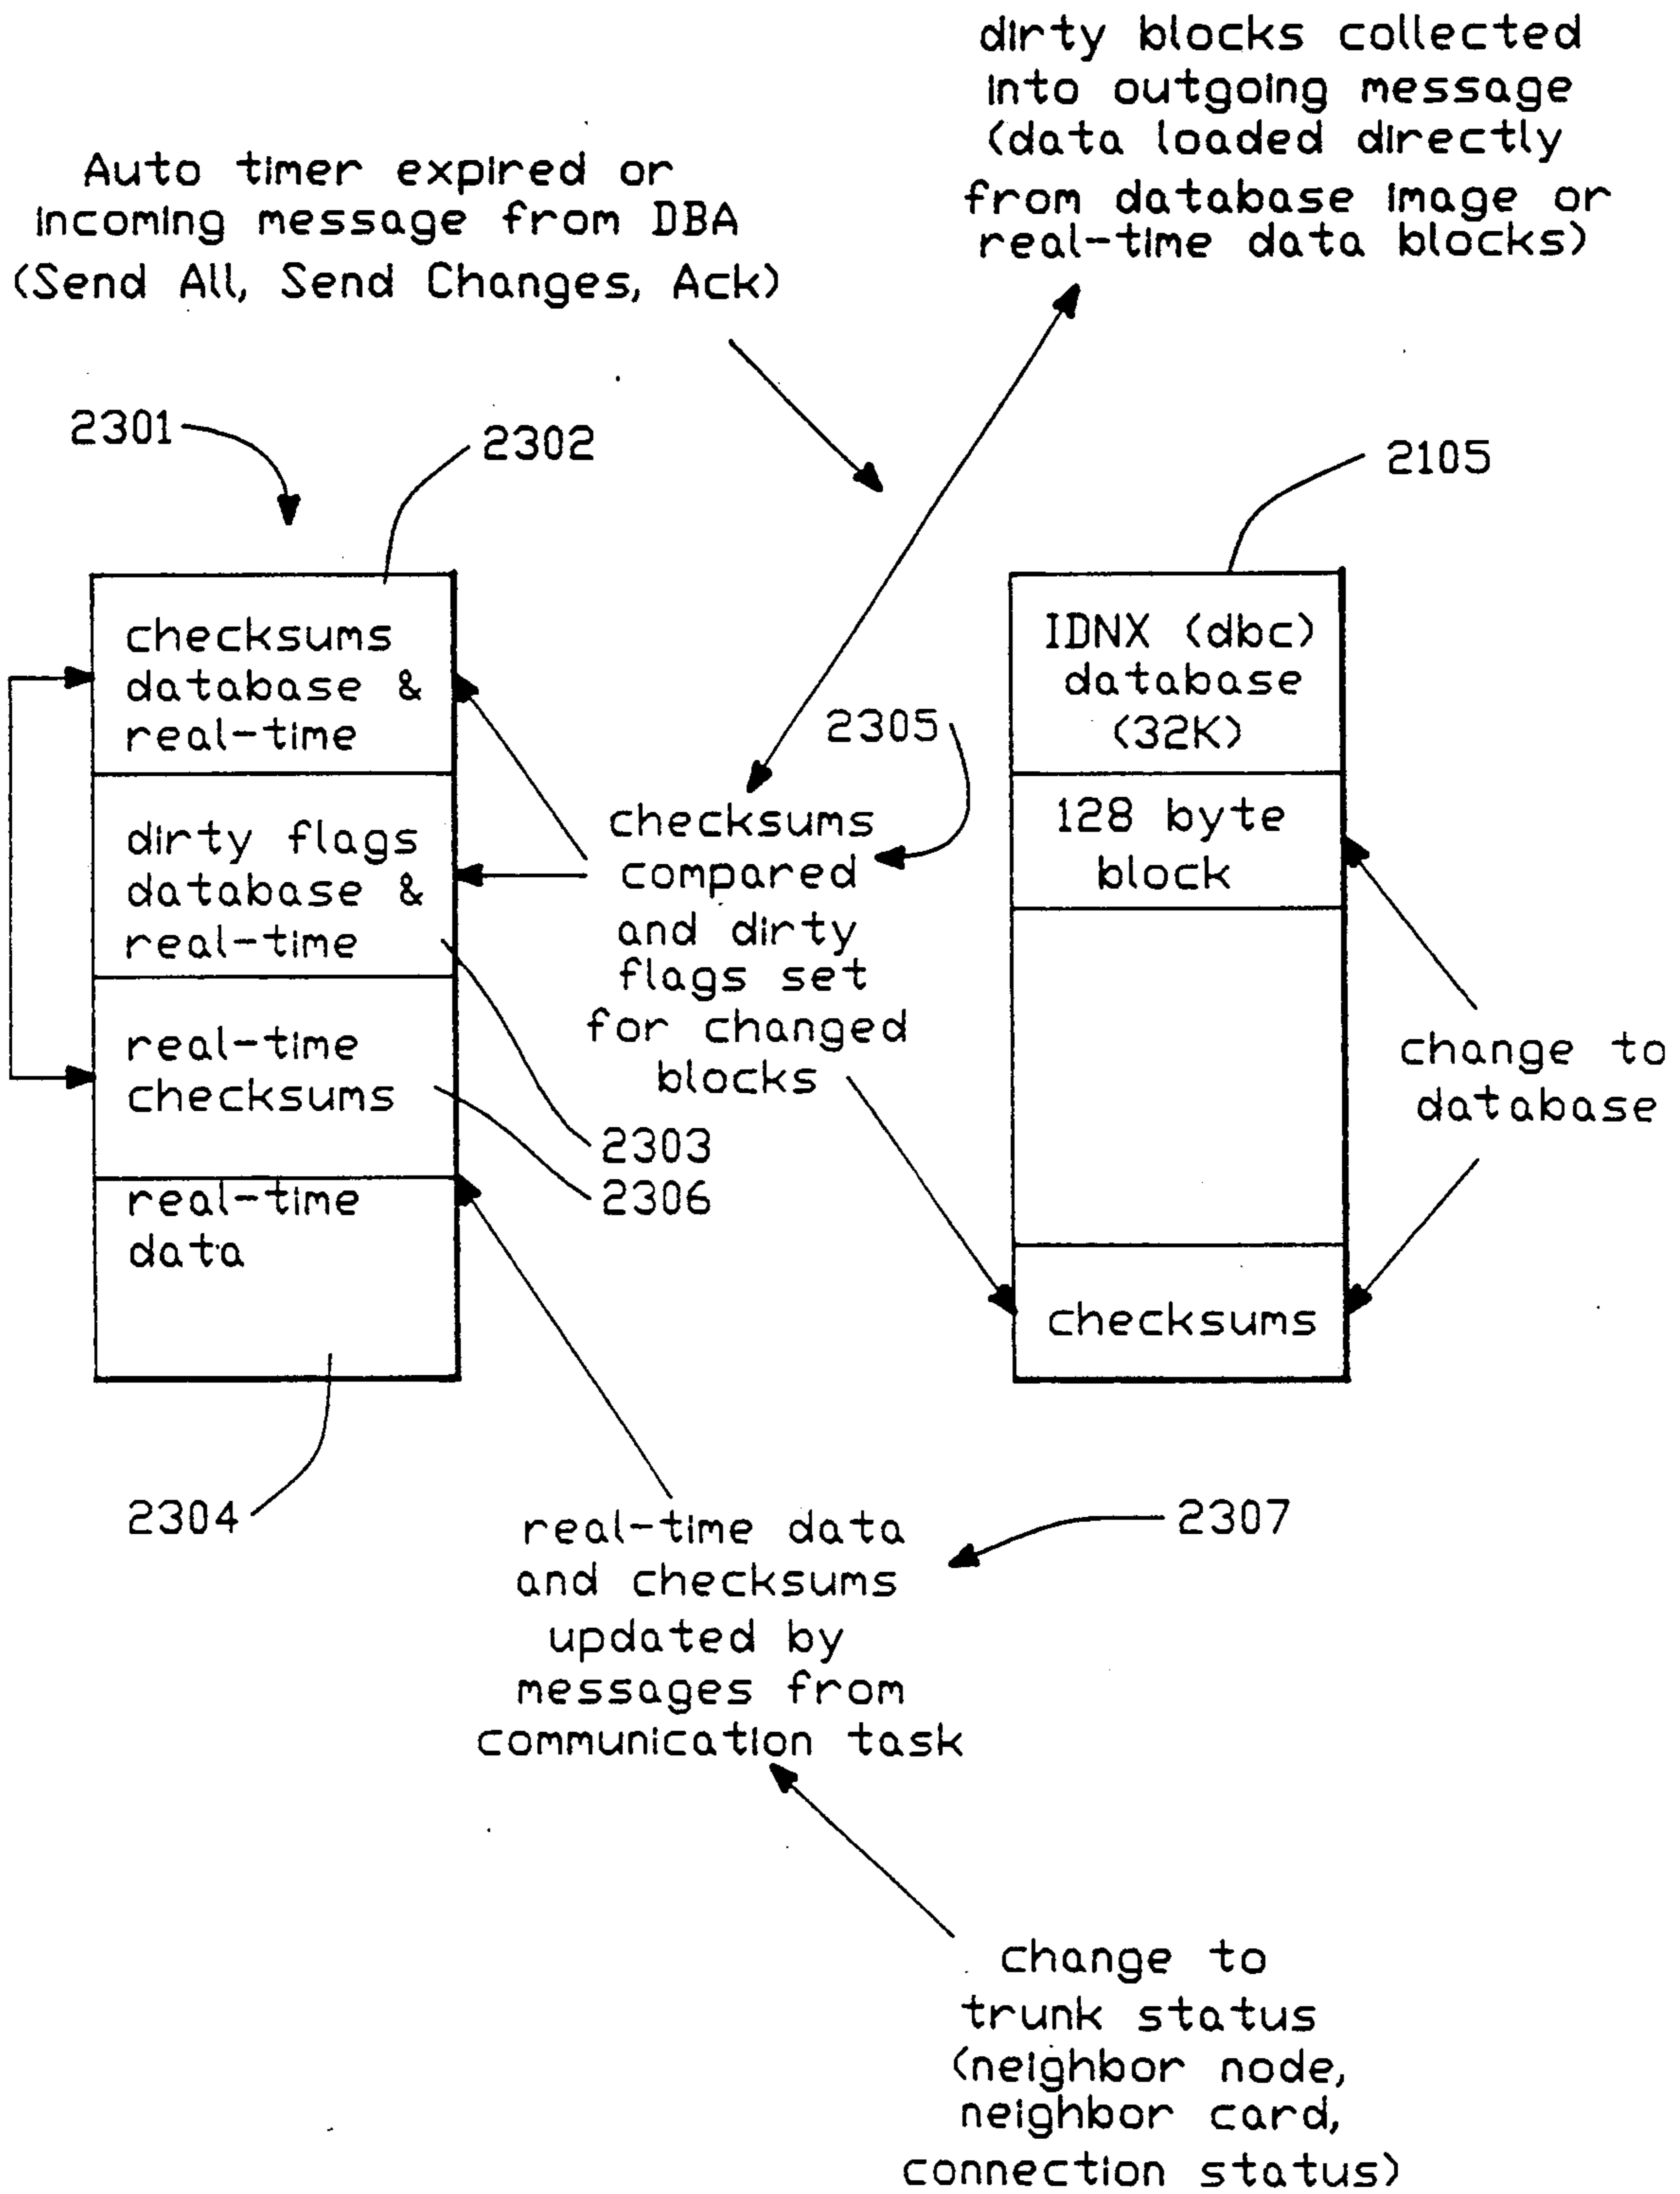 dirty blocks collected
into outgoing message
(data loaded directly
from database image or
real-time data blocks)
Auto timer expired or
incoming message from DBA
(Send All, Send Changes, Ack)
2301
2302
2105
checksums
database &
real-time
dirty flags
database &
real-time
real-time
checksums
real-time
data
2305
checksums
compared
and dirty
flags set
for changed
blocks
2303
2306
IDNX (dbc)
database
(32K)
128 byte
block
checksums
change to
database
2304
2307
real-time data
and checksums
updated by
messages from
communication task
change to
trunk status
(neighbor node,
neighbor card,
connection status)